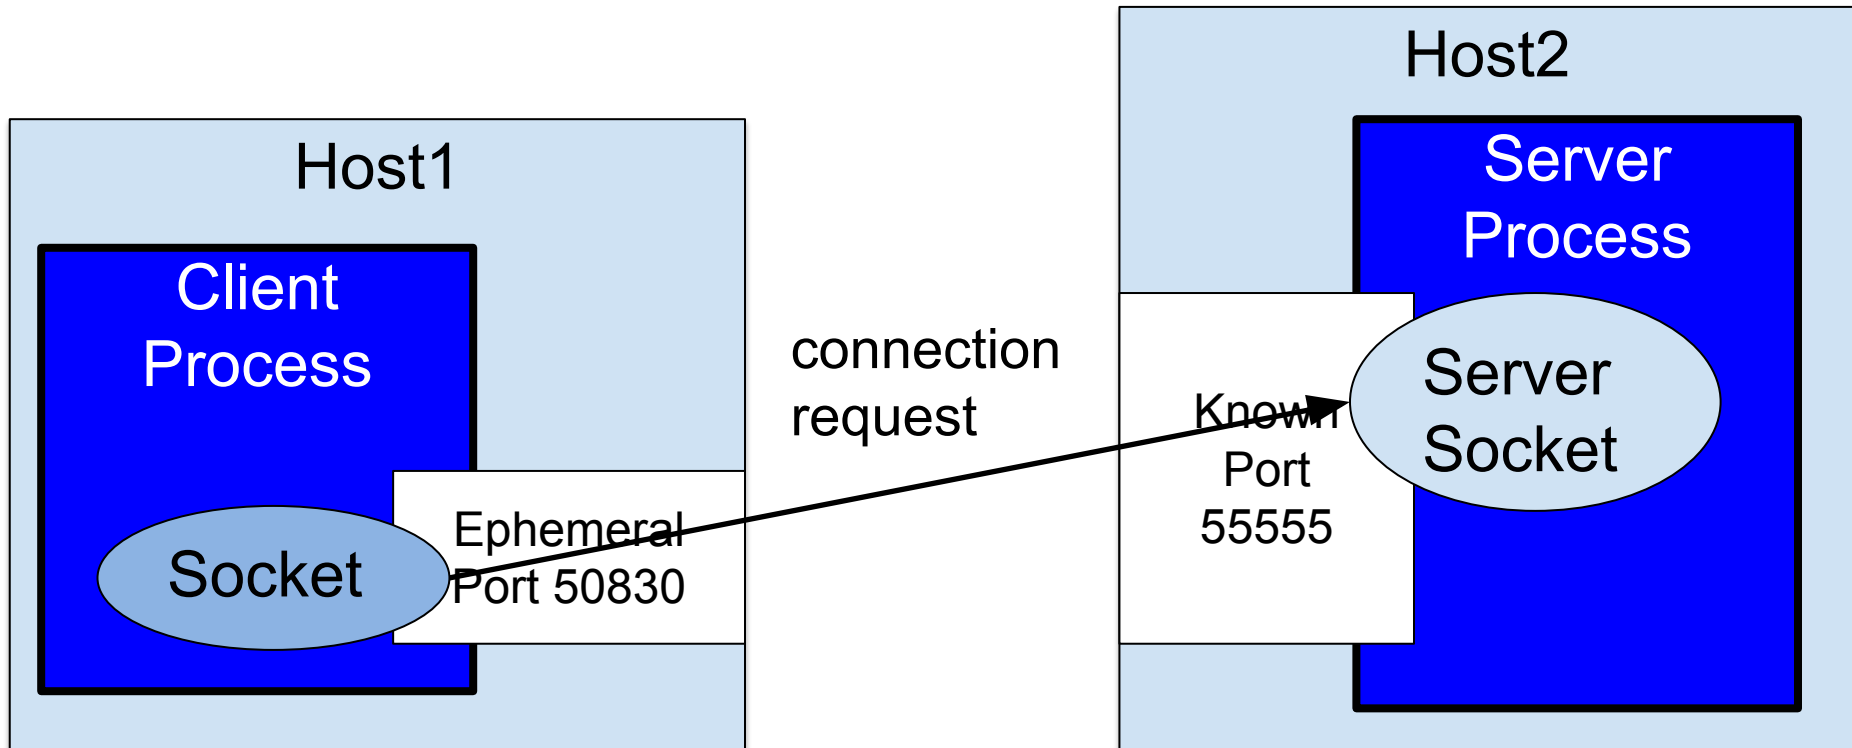 Host1
Client
Process
Socket
Ephemeral
Port 50830
connection
request
Host2
Server
Process
Known
Port
55555
Server
Socket